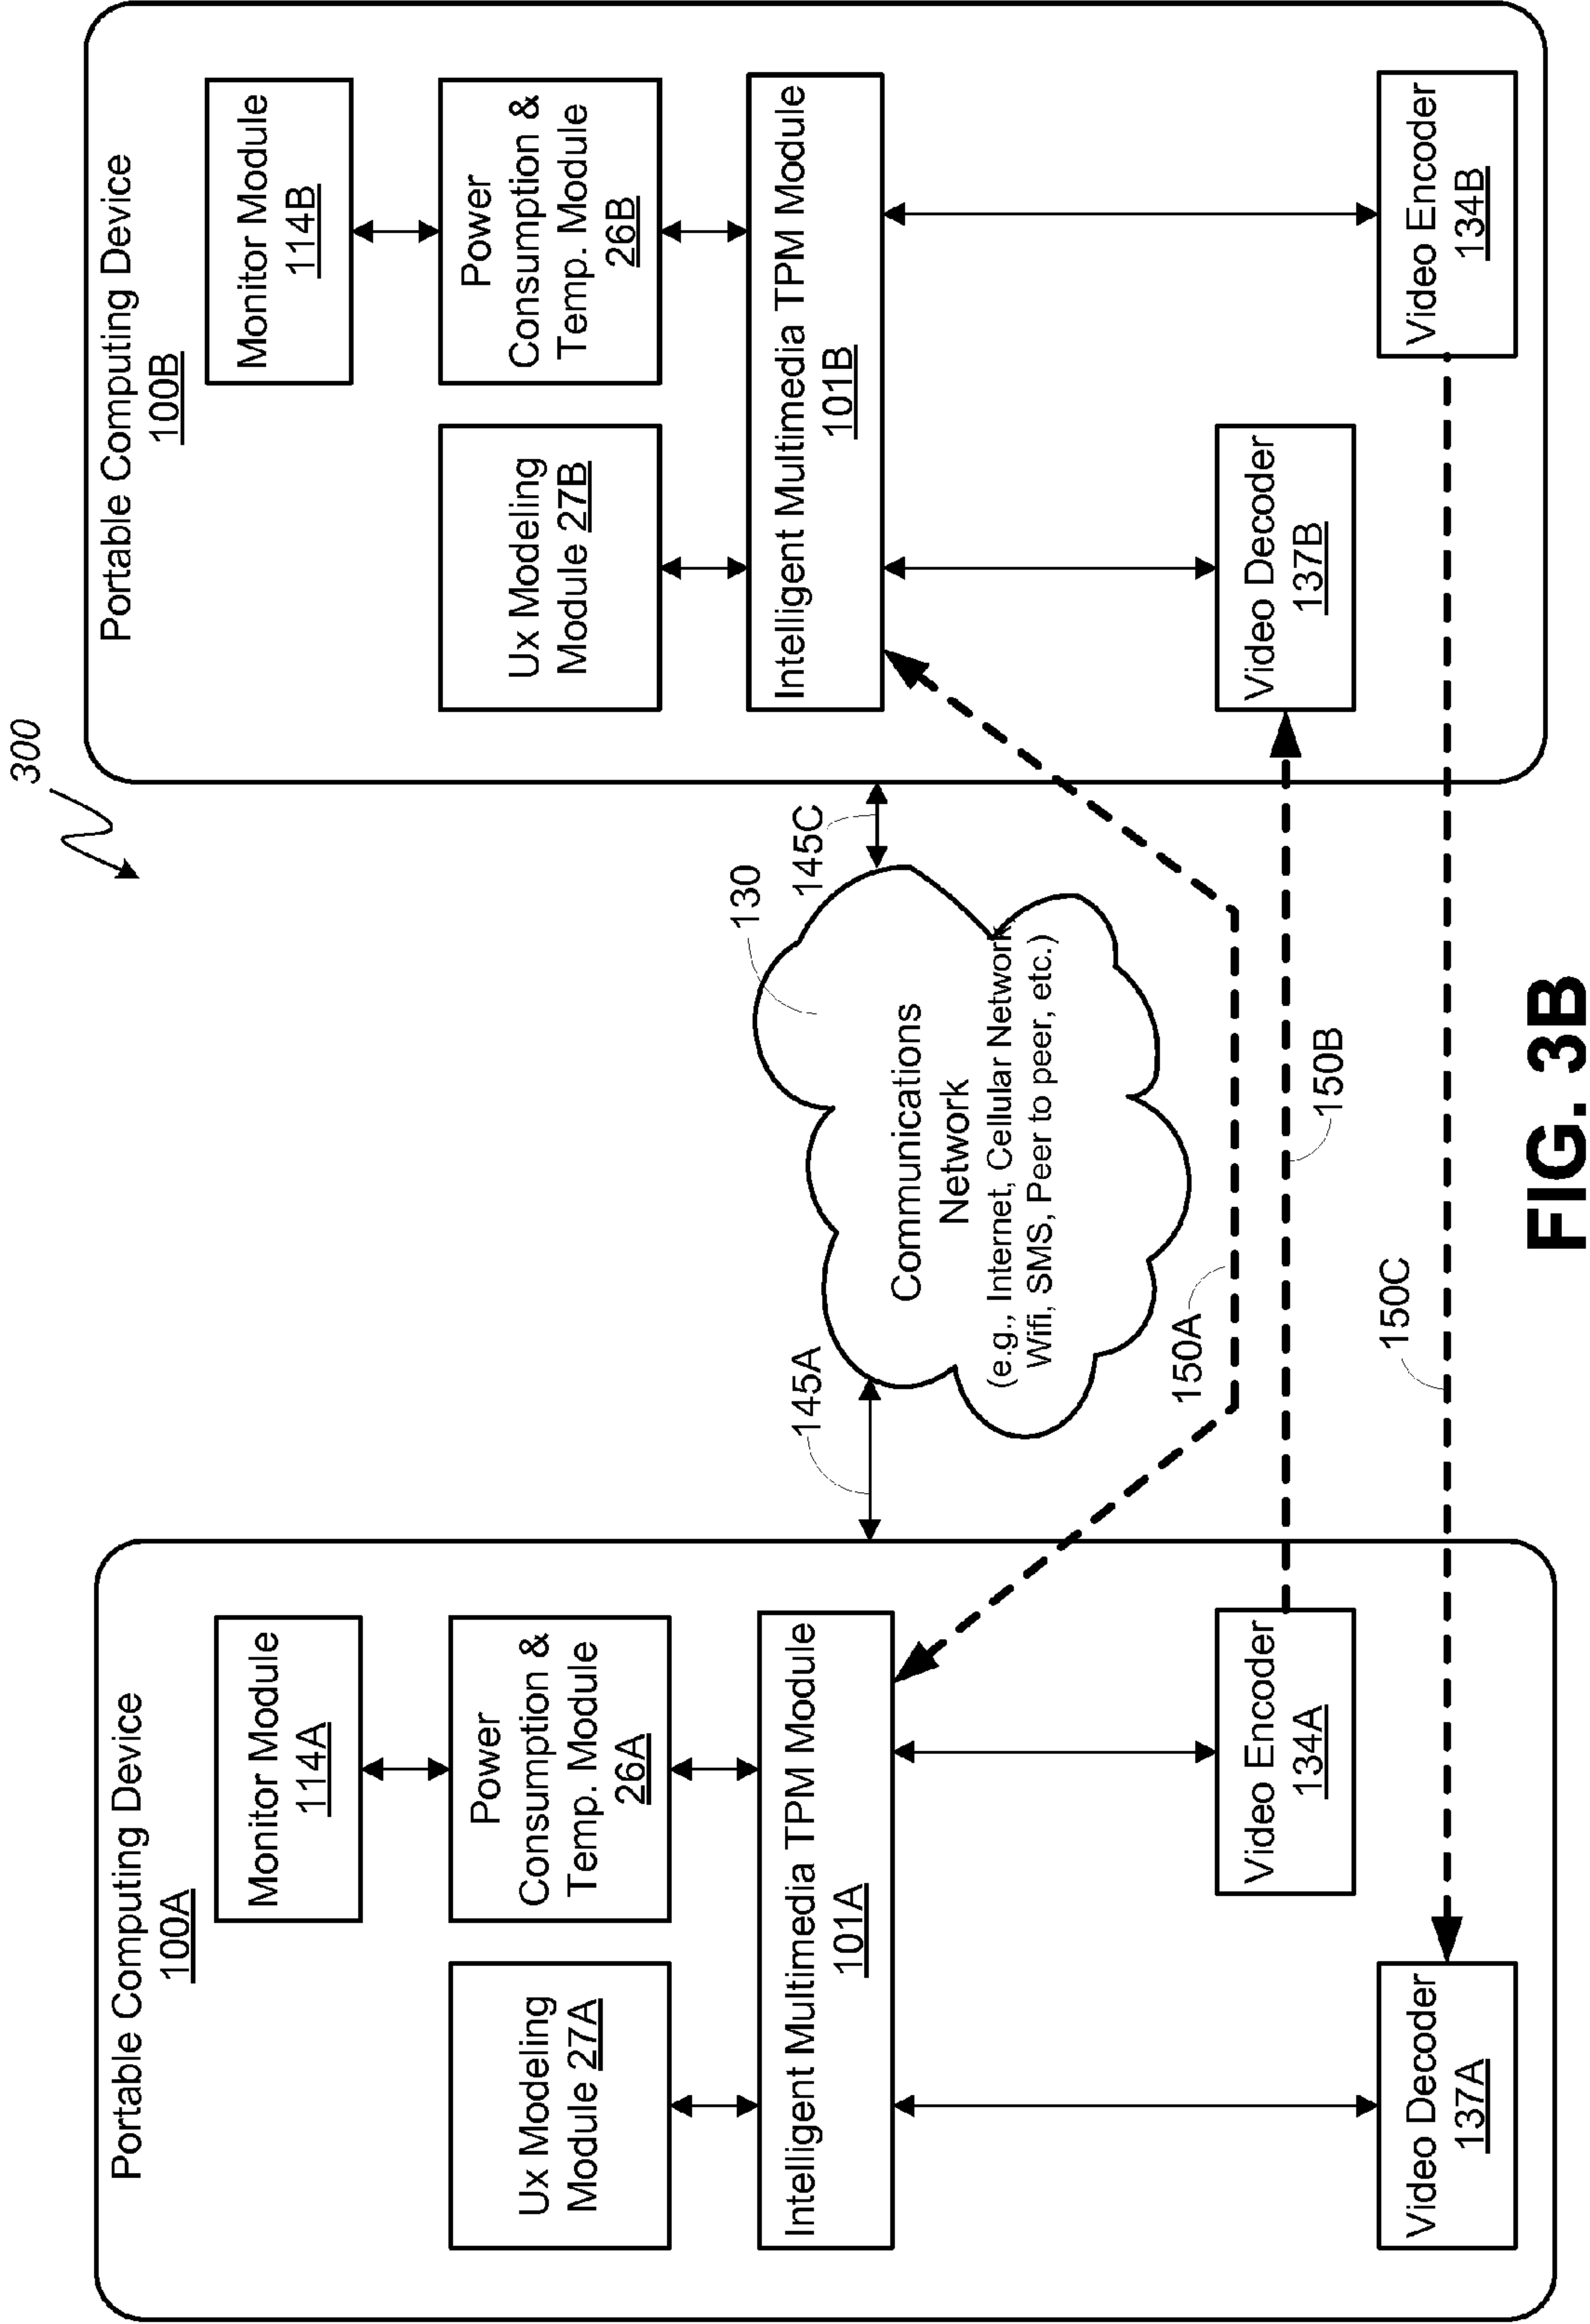 300
Portable Computing Device
100A
Monitor Module
114A
Ux Modeling
Module 27A
Power
Consumption &
Temp. Module
26A
Intelligent Multimedia TPM Module
101A
Video Encoder
134A
Video Decoder
137A
145A
130
145C
Communications
Network
(e.g., Internet, Cellular Network,
Wifi, SMS, Peer to peer, etc.)
150A
150B
150C
Portable Computing Device
100B
Monitor Module
114B
Ux Modeling
Module 27B
Power
Consumption &
Temp. Module
26B
Intelligent Multimedia TPM Module
101B
Video Decoder
137B
Video Encoder
134B
FIG. 3B